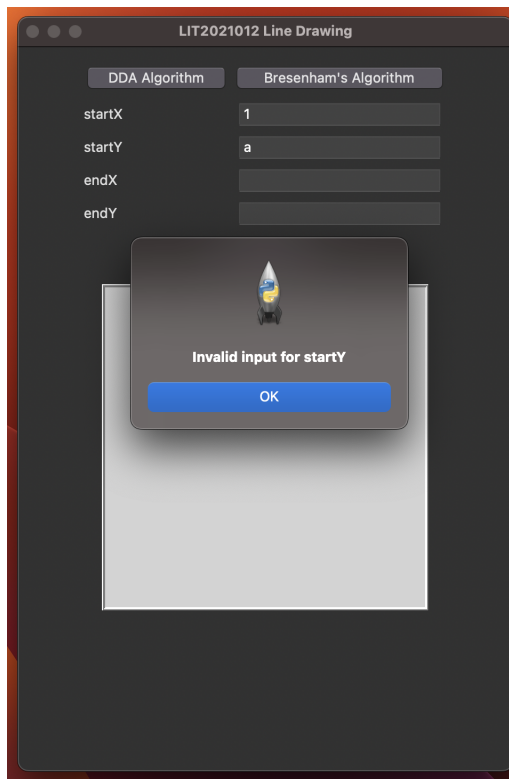 LIT2021012 Line Drawing
DDA Algorithm
Bresenham's Algorithm
startX
1
startY
a
endX
endY
Invalid input for startY
OK